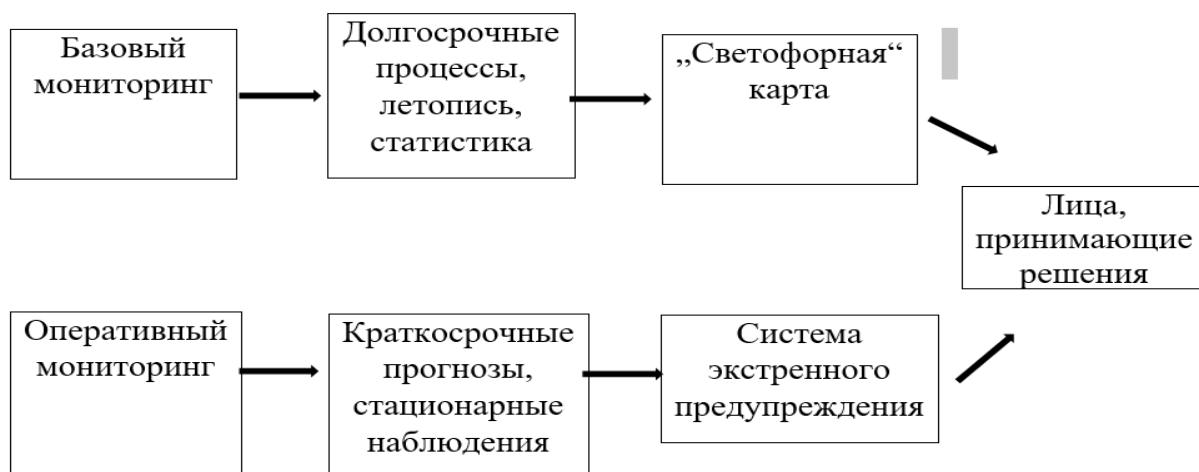 Базовый
мониторинг
Долгосрочные
процессы,
летопись,
статистика
„Светофорная“
карта
Лица,
принимающие
решения
Оперативный
мониторинг
Краткосрочные
прогнозы,
стационарные
наблюдения
Система
экстренного
предупреждения